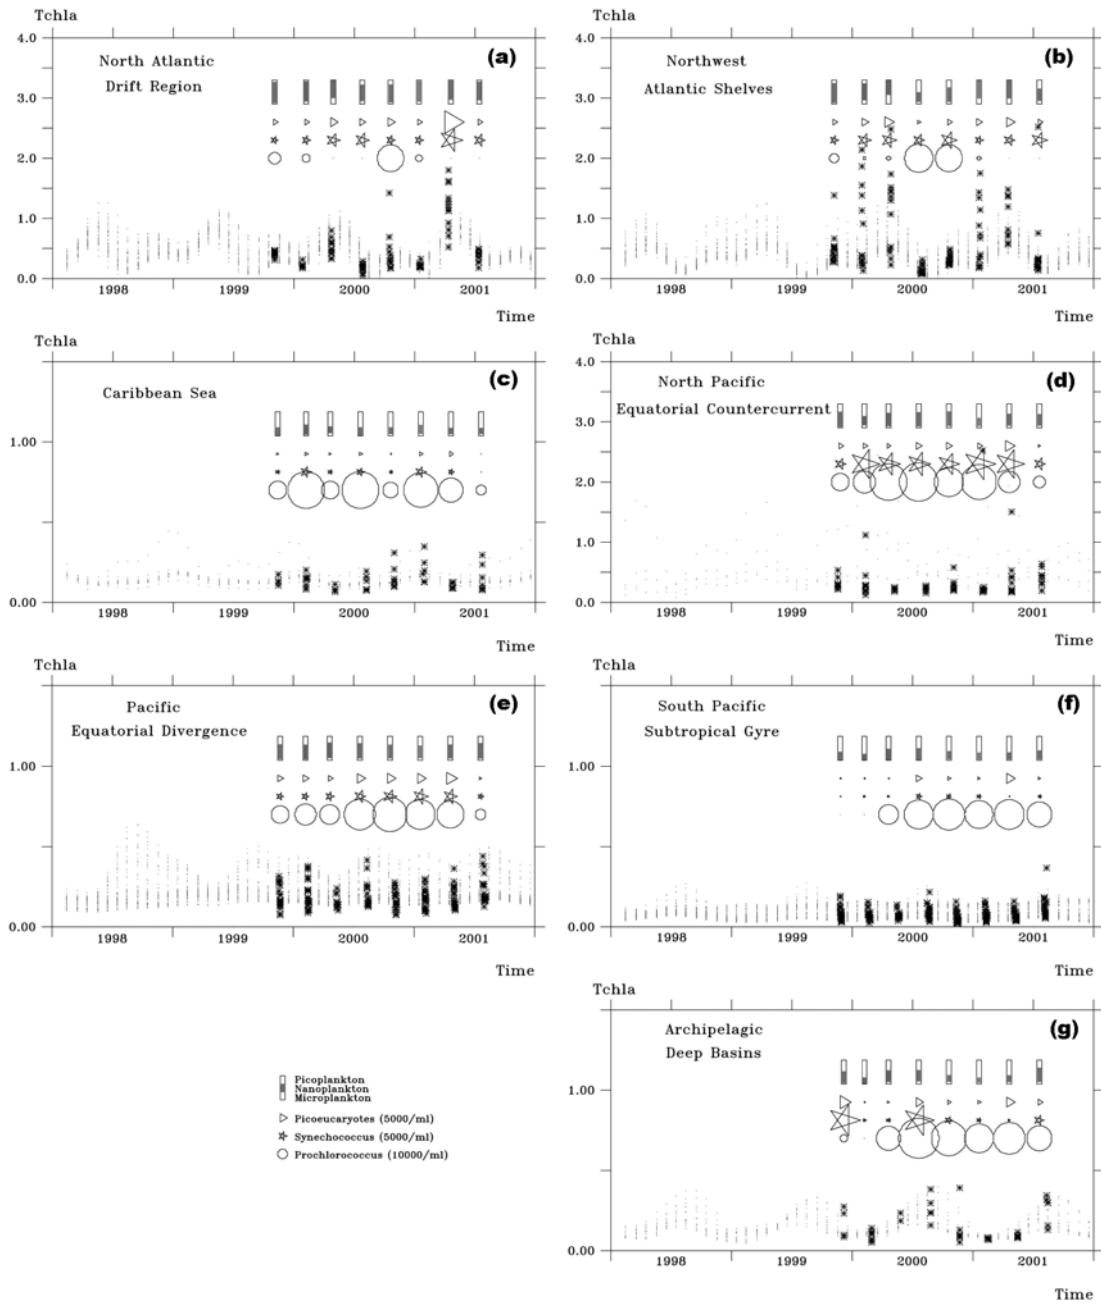 Tchla
4.0
3.0
2.0
1.0
0.0
North Atlantic
Drift Region
(a)
1998
1999
2000
2001
Time
Tchla
4.0
3.0
2.0
1.0
0.0
Northwest
Atlantic Shelves
(b)
1998
1999
2000
2001
Time
Tchla
1.00
0.00
Caribbean Sea
(c)
1998
1999
2000
2001
Time
Tchla
4.0
3.0
2.0
1.0
0.0
North Pacific
Equatorial Countercurrent
(d)
1998
1999
2000
2001
Time
Tchla
1.00
0.00
Pacific
Equatorial Divergence
(e)
1998
1999
2000
2001
Time
Tchla
1.00
0.00
South Pacific
Subtropical Gyre
(f)
1998
1999
2000
2001
Time
Tchla
1.00
0.00
Archipelagic
Deep Basins
(g)
1998
1999
2000
2001
Time
Picoplankton
Nanoplankton
Microplankton
Picoeucaryotes (5000/ml)
Synechococcus (5000/ml)
Prochlorococcus (10000/ml)